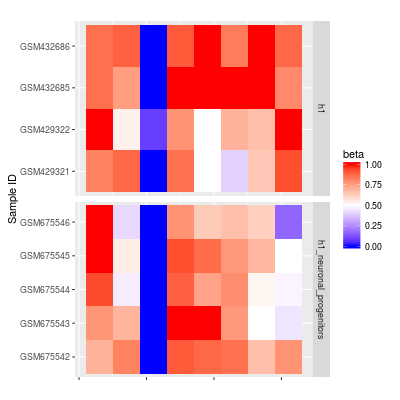 Sample ID
GSM432686
GSM432685
GSM429322
GSM429321
h1
GSM675546
GSM675545
GSM675544
GSM675543
GSM675542
h1_neuronal_progenitors
beta
1.00
0.75
0.50
0.25
0.00